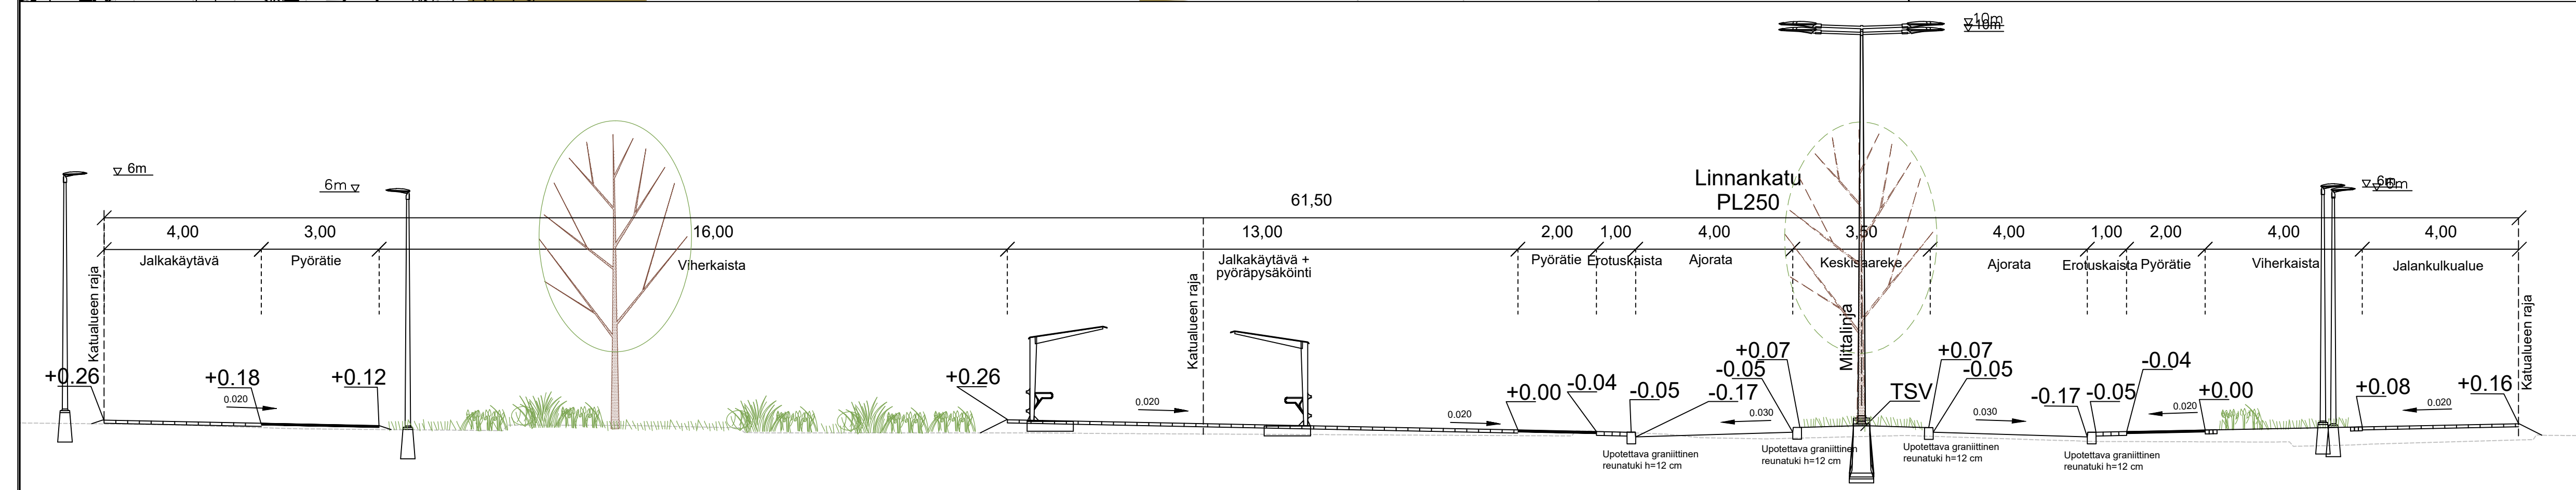 10m
10m
6m
6m
6m
6m
Linnankatu
PL250
61,50
4,00 3,00 16,00 13,00 2,00 1,00 4,00 3,50 4,00 1,00 2,00 4,00 4,00
Jalkakäytävä Pyörätie Viherkaista Jalkakäytävä + Pyörätie Erotuskaista Ajorata Keskisaareke Ajorata Erotuskaista Pyörätie Viherkaista Jalankulkualue
pyöräpysäköinti
Katualueen raja
Katualueen raja
Mittalinja
Katualueen raja
+0.26 +0.18 +0.12 +0.26 +0.00 -0.04 -0.05 -0.17 -0.05 +0.07 +0.07 -0.05 -0.17 -0.05 -0.04 +0.00 +0.08 +0.16
TSV
0.020 0.020 0.020 0.030 0.030 0.020 0.020
Upotettava graniittinen
reunatuki h=12 cm
Upotettava graniittinen
reunatuki h=12 cm
Upotettava graniittinen
reunatuki h=12 cm
Upotettava graniittinen
reunatuki h=12 cm